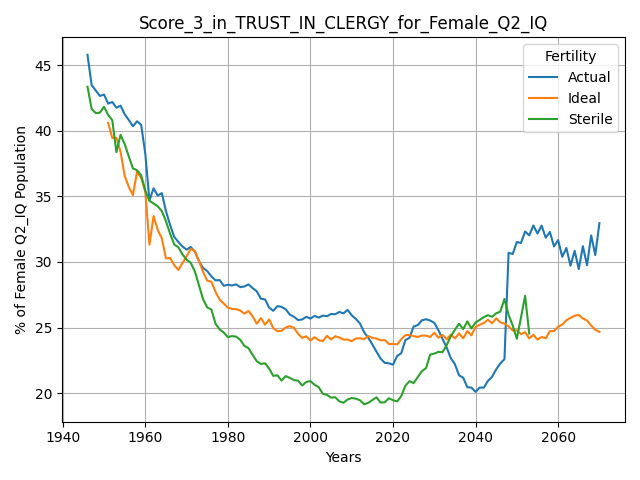 Score_3_in_TRUST_IN_CLERGY_for_Female_Q2_IQ
Fertility
Actual
Ideal
Sterile
% of Female Q2_IQ Population
45
40
35
30
25
20
1940
1960
1980
2000
2020
2040
2060
Years